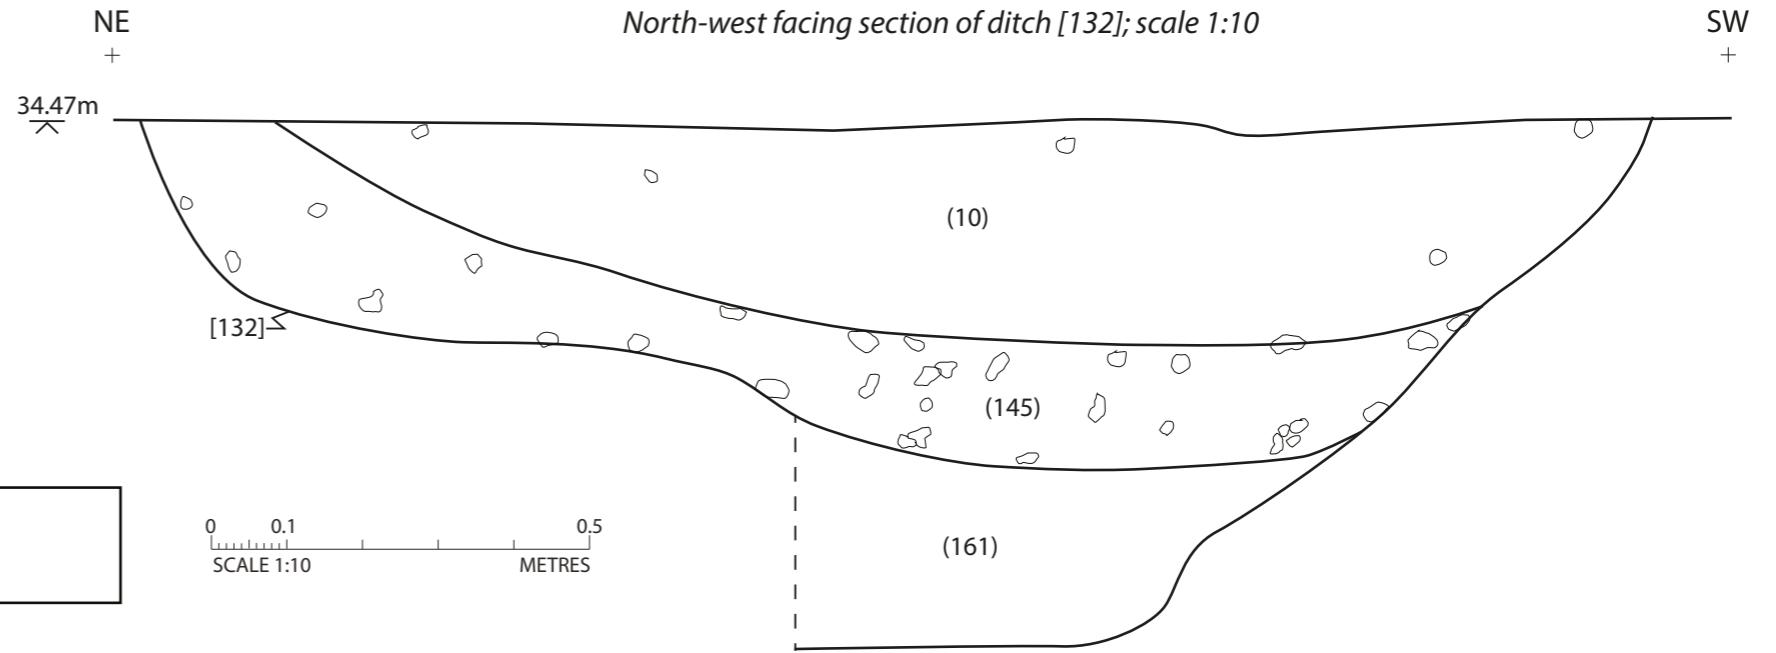 North-west facing section of ditch [132]; scale 1:10
NE
SW
34.47m
(10)
[132]
(145)
(161)
0 0.1 0.5
SCALE 1:10 METRES